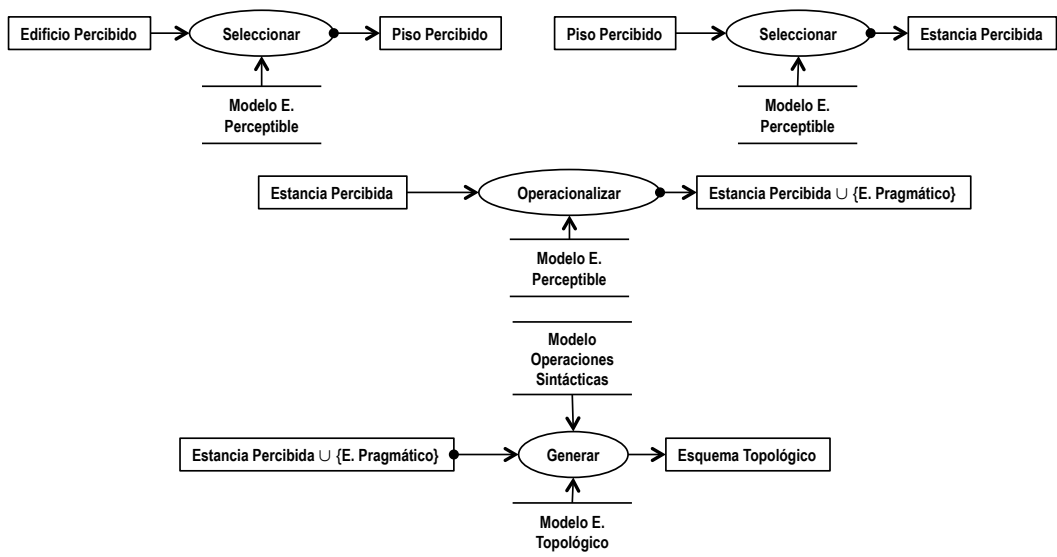 Edificio Percibido
Seleccionar
Piso Percibido
Modelo E.
Perceptible
Piso Percibido
Seleccionar
Estancia Percibida
Modelo E.
Perceptible
Estancia Percibida
Operacionalizar
Estancia Percibida ∪ {E. Pragmático}
Modelo E.
Perceptible
Modelo
Operaciones
Sintácticas
Estancia Percibida ∪ {E. Pragmático}
Generar
Esquema Topológico
Modelo E.
Topológico